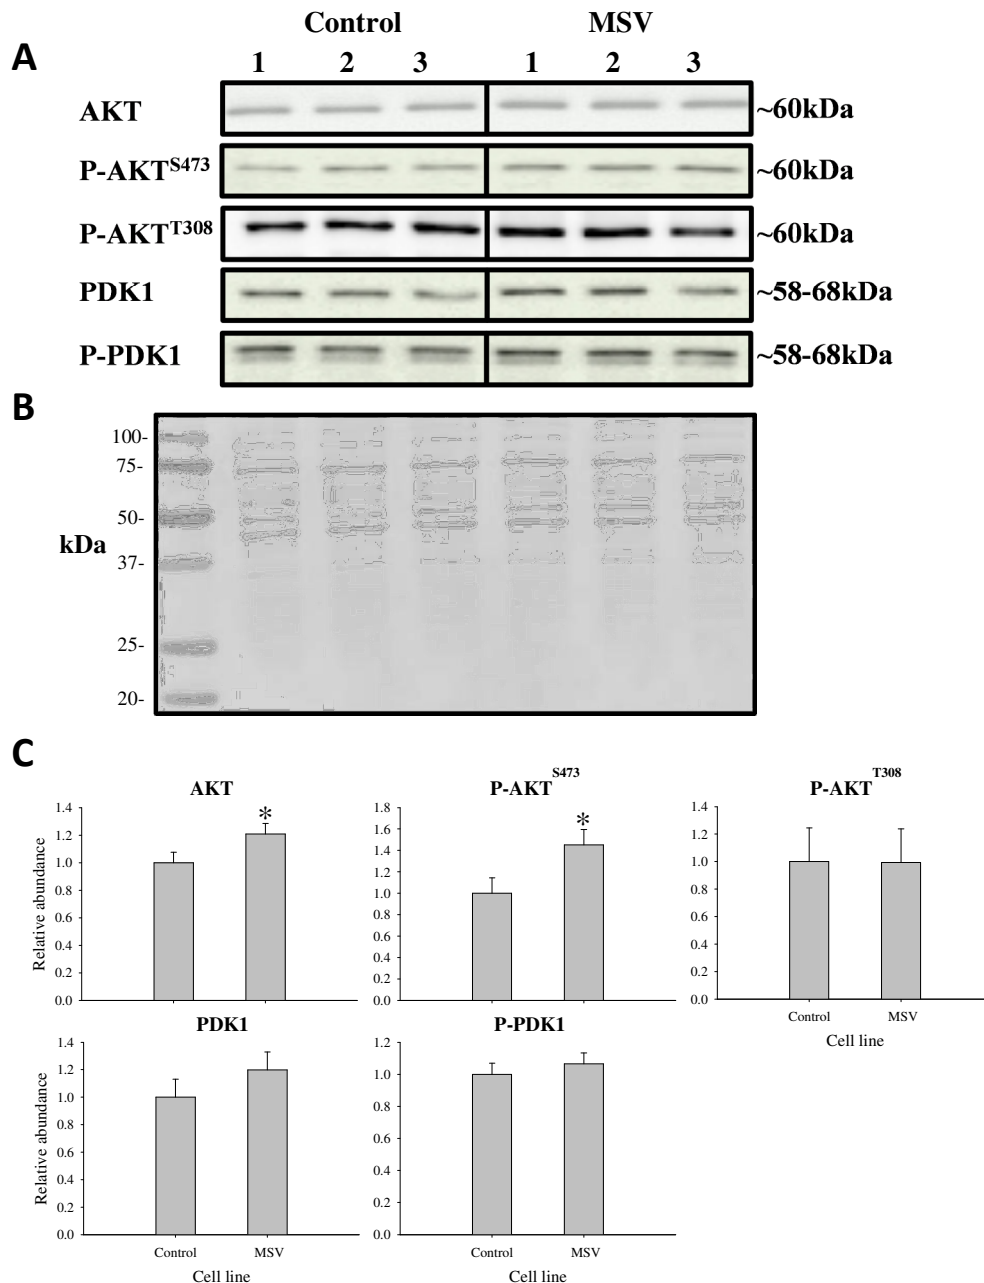 Control MSV
A
1 2 3 1 2 3
AKT ~60kDa
P-AKT^S473 ~60kDa
P-AKT^T308 ~60kDa
PDK1 ~58-68kDa
P-PDK1 ~58-68kDa
B
100-
75-
50-
kDa
37-
25-
20-
C
AKT
1.4
1.2
1.0
0.8
0.6
0.4
0.2
0.0
Relative abundance
*
P-AKT^S473
1.8
1.6
1.4
1.2
1.0
0.8
0.6
0.4
0.2
0.0
*
P-AKT^T308
1.4
1.2
1.0
0.8
0.6
0.4
0.2
0.0
Control MSV
Cell line
PDK1
1.4
1.2
1.0
0.8
0.6
0.4
0.2
0.0
Relative abundance
Control MSV
Cell line
P-PDK1
1.2
1.0
0.8
0.6
0.4
0.2
0.0
Control MSV
Cell line